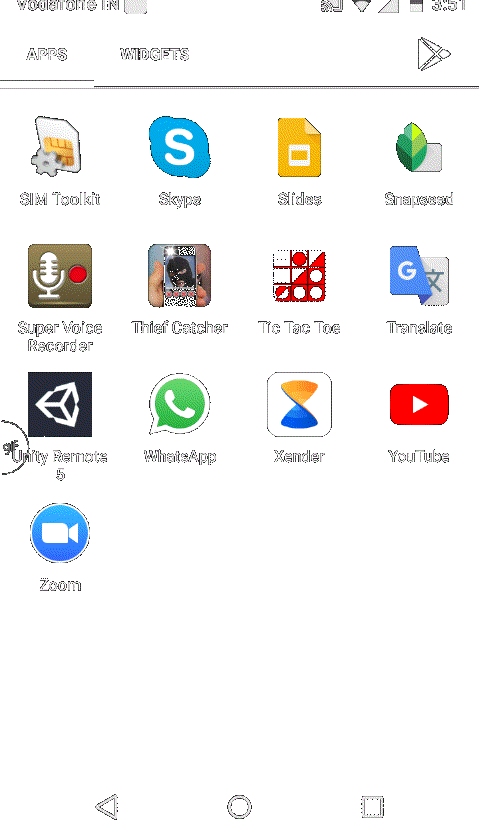 Vodafone IN 3:51
APPS WIDGETS
SIM Toolkit Skype Slides Snapseed
Super Voice Thief Catcher Tic Tac Toe Translate
Recorder
Unity Remote WhatsApp Xender YouTube
5
Zoom